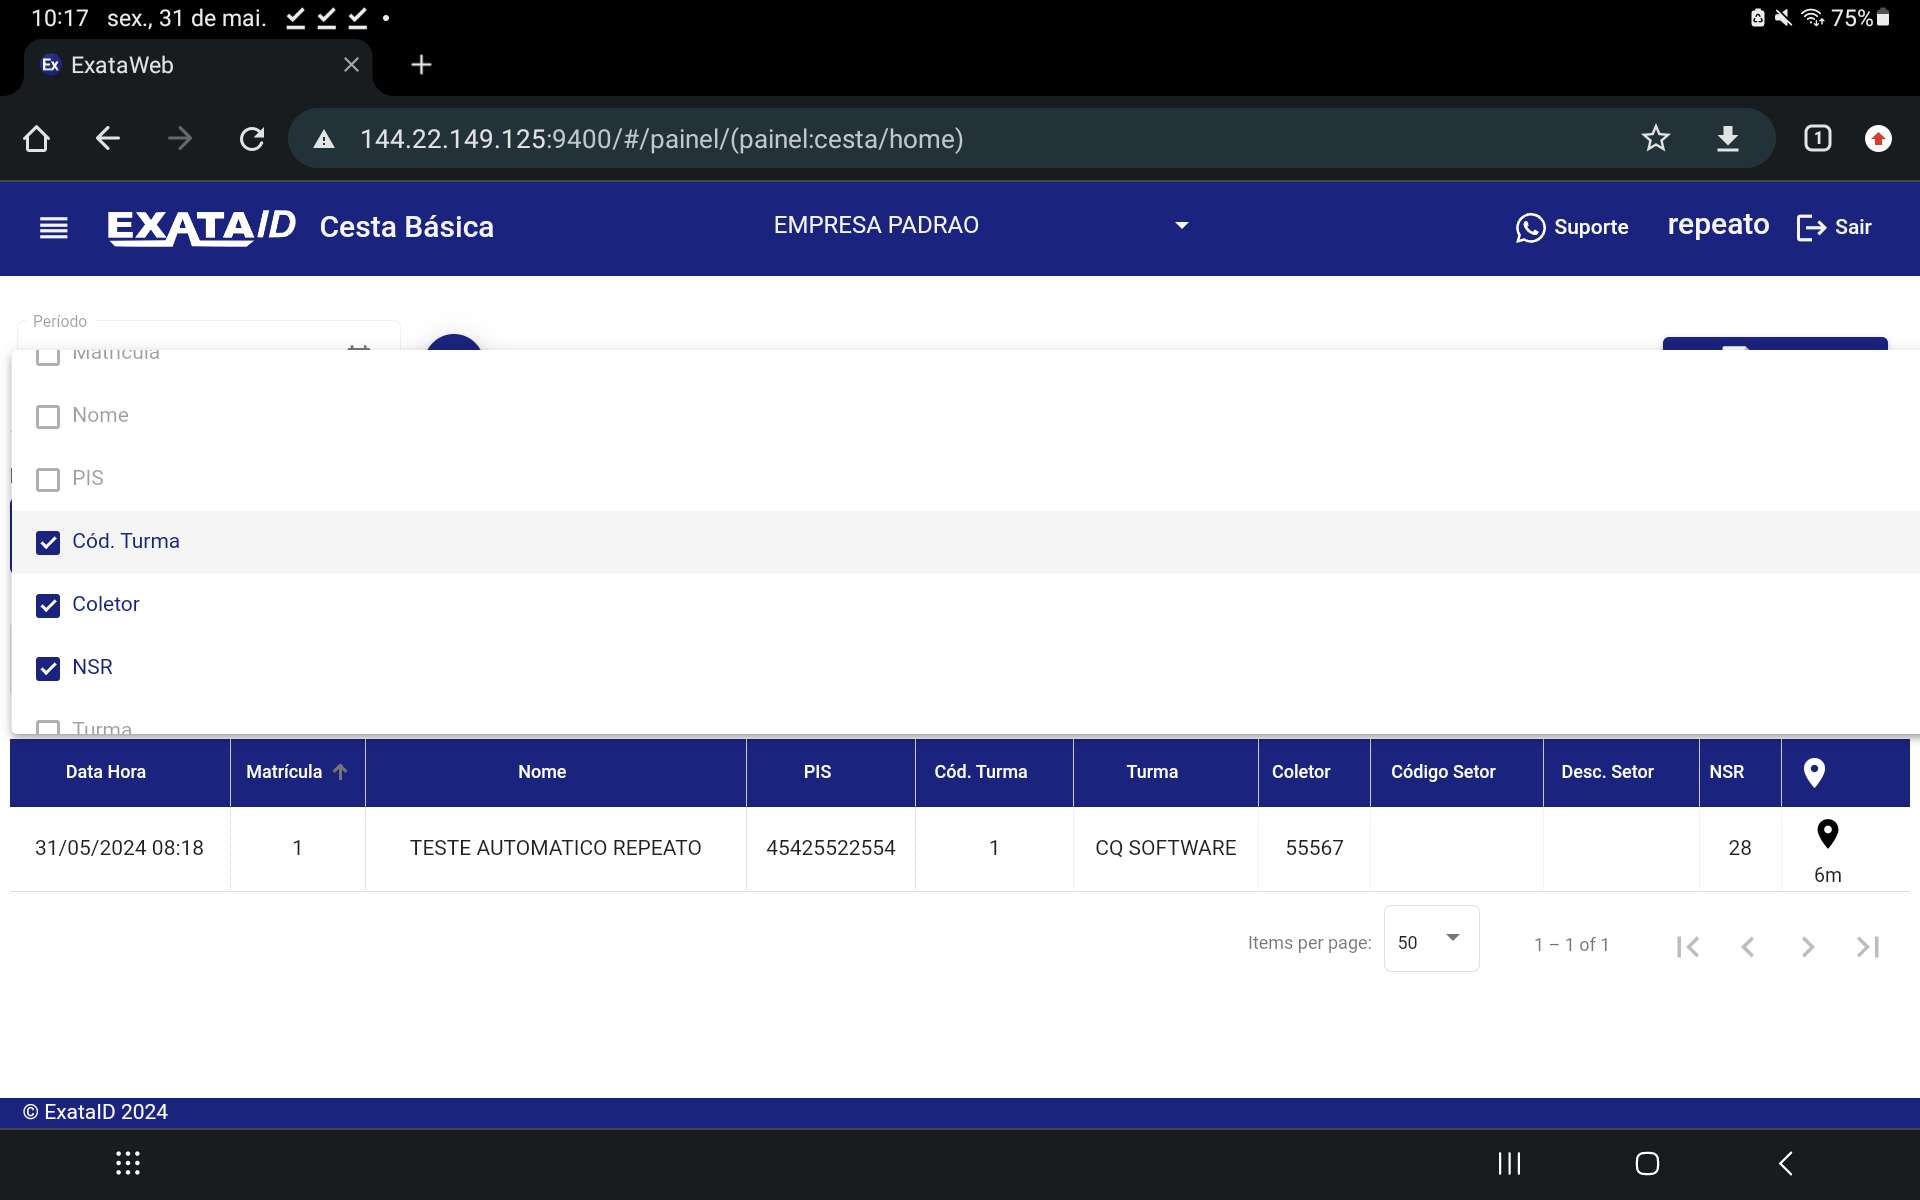 10:17 sex., 31 de mai.
75%
Ex ExataWeb
144.22.149.125:9400/#/painel/(painel:cesta/home)
1
EXATAID Cesta Básica EMPRESA PADRAO Suporte repeato Sair
Período
Matrícula
Nome
PIS
Cód. Turma
Coletor
NSR
Turma
Data Hora Matrícula Nome PIS Cód. Turma Turma Coletor Código Setor Desc. Setor NSR
31/05/2024 08:18 1 TESTE AUTOMATICO REPEATO 45425522554 1 CQ SOFTWARE 55567 28
6m
Items per page: 50 1 – 1 of 1
© ExataID 2024